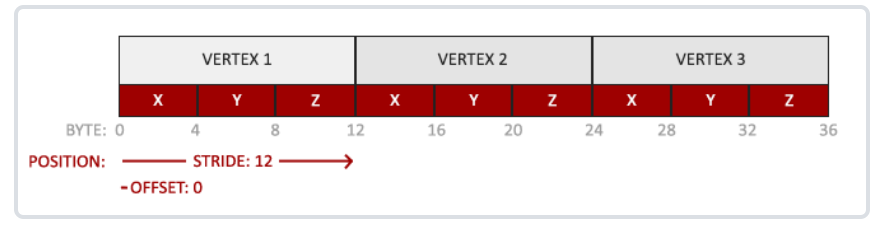 VERTEX 1 VERTEX 2 VERTEX 3
X Y Z X Y Z X Y Z
BYTE: 0 4 8 12 16 20 24 28 32 36
POSITION: STRIDE: 12
-OFFSET: 0